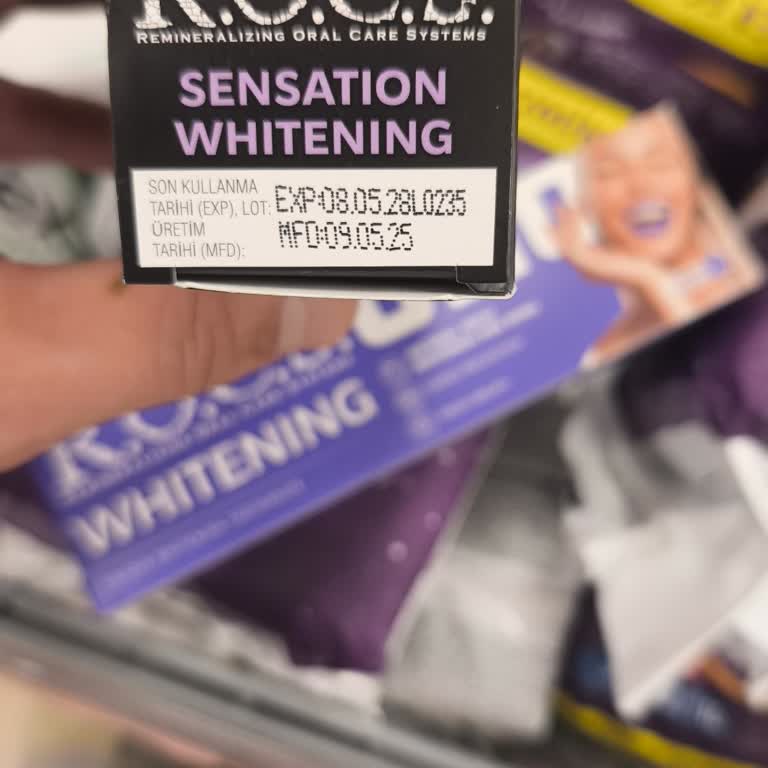 R.O.C.S.
REMINERALIZING ORAL CARE SYSTEMS
SENSATION
WHITENING
SON KULLANMA
TARİHİ (EXP), LOT: EXP:08.05.28L0235
ÜRETİM
TARİHİ (MFD): MFD:09.05.25
R.O.C.S.
WHITENING